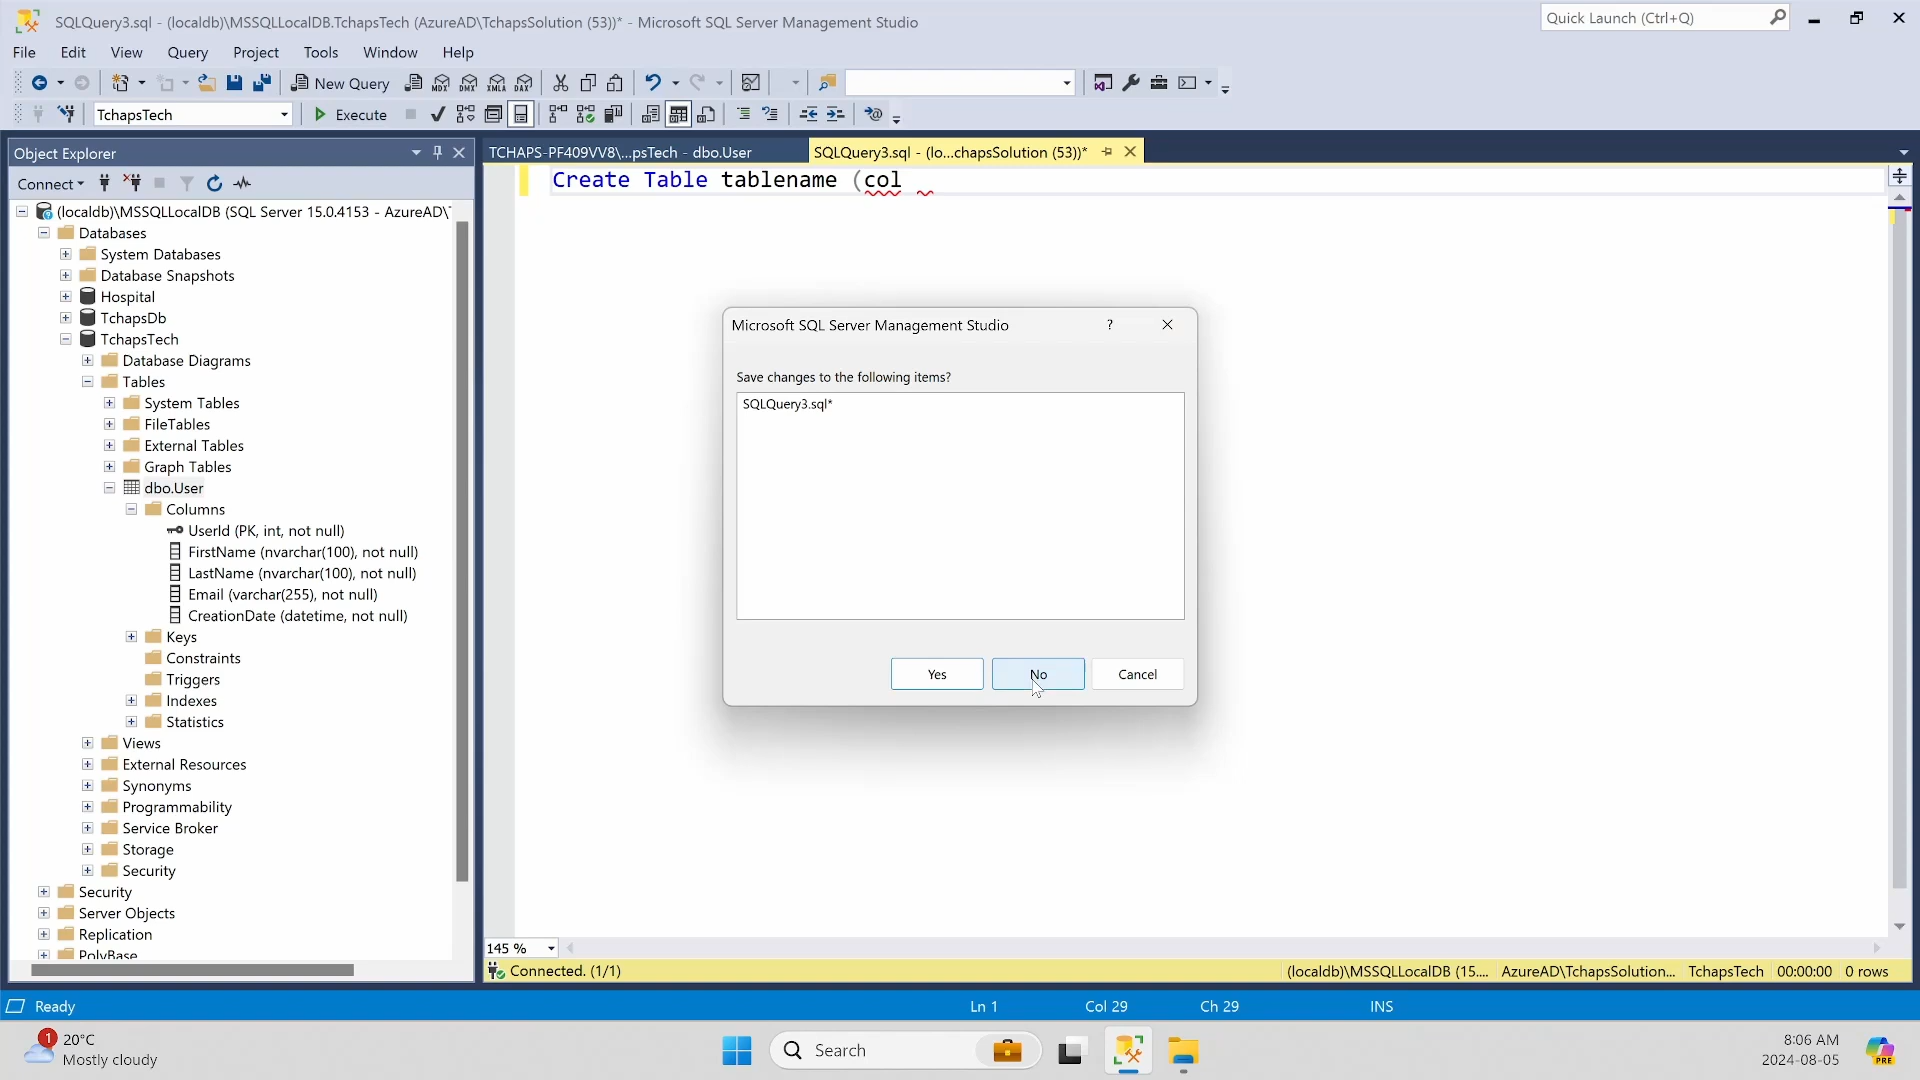 SQLQuery3.sql - (localdb)\MSSQLLocalDB.TchapsTech (AzureAD\TchapsSolution (53))* - Microsoft SQL Server Management Studio
Quick Launch (Ctrl+Q)
File Edit View Query Project Tools Window Help
New Query MDX DMX XMLA DAX
TchapsTech Execute
Object Explorer
TCHAPS-PF409VV8\...psTech - dbo.User
SQLQuery3.sql - (lo...chapsSolution (53))*
Connect
Create Table tablename (col
(localdb)\MSSQLLocalDB (SQL Server 15.0.4153 - AzureAD\T
Databases
System Databases
Database Snapshots
Hospital
TchapsDb
TchapsTech
Database Diagrams
Tables
System Tables
FileTables
External Tables
Graph Tables
dbo.User
Columns
UserId (PK, int, not null)
FirstName (nvarchar(100), not null)
LastName (nvarchar(100), not null)
Email (varchar(255), not null)
CreationDate (datetime, not null)
Keys
Constraints
Triggers
Indexes
Statistics
Views
External Resources
Synonyms
Programmability
Service Broker
Storage
Security
Security
Server Objects
Replication
PolyBase
Microsoft SQL Server Management Studio
?
Save changes to the following items?
SQLQuery3.sql*
Yes No Cancel
145 %
Connected. (1/1)
(localdb)\MSSQLLocalDB (15.... AzureAD\TchapsSolution... TchapsTech 00:00:00 0 rows
Ready Ln 1 Col 29 Ch 29 INS
1
20°C
Mostly cloudy
Search
8:06 AM
2024-08-05
PRE